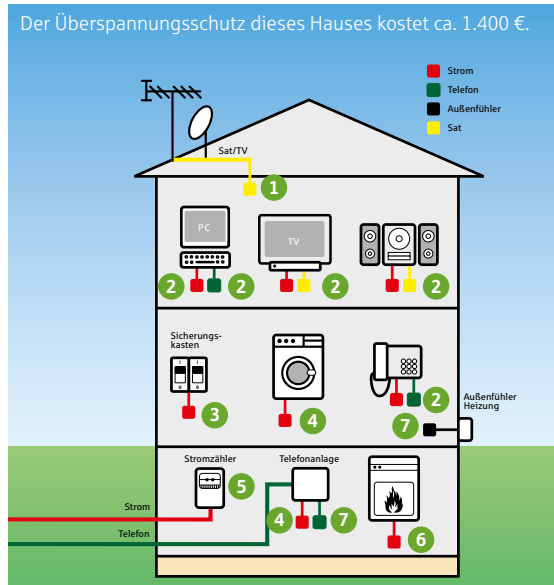 Der Überspannungsschutz dieses Hauses kostet ca. 1.400 €.
Strom
Telefon
Außenfühler
Sat
Sat/TV
1
PC
TV
2
2
2
2
Sicherungs-
kasten
3
4
2
Außenfühler
Heizung
7
Stromzähler
Telefonanlage
5
Strom
4
7
Telefon
6